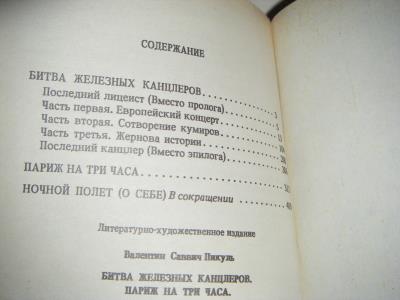 СОДЕРЖАНИЕ
БИТВА ЖЕЛЕЗНЫХ КАНЦЛЕРОВ
Последний лицеист (Вместо пролога) 3
Часть первая. Европейский концерт 5
Часть вторая. Сотворение кумиров
Часть третья. Жернова истории
Последний канцлер (Вместо эпилога)
ПАРИЖ НА ТРИ ЧАСА
НОЧНОЙ ПОЛЕТ (О СЕБЕ) В сокращении
Литературно-художественное издание
Валентин Саввич Пикуль
БИТВА ЖЕЛЕЗНЫХ КАНЦЛЕРОВ.
ПАРИЖ НА ТРИ ЧАСА.